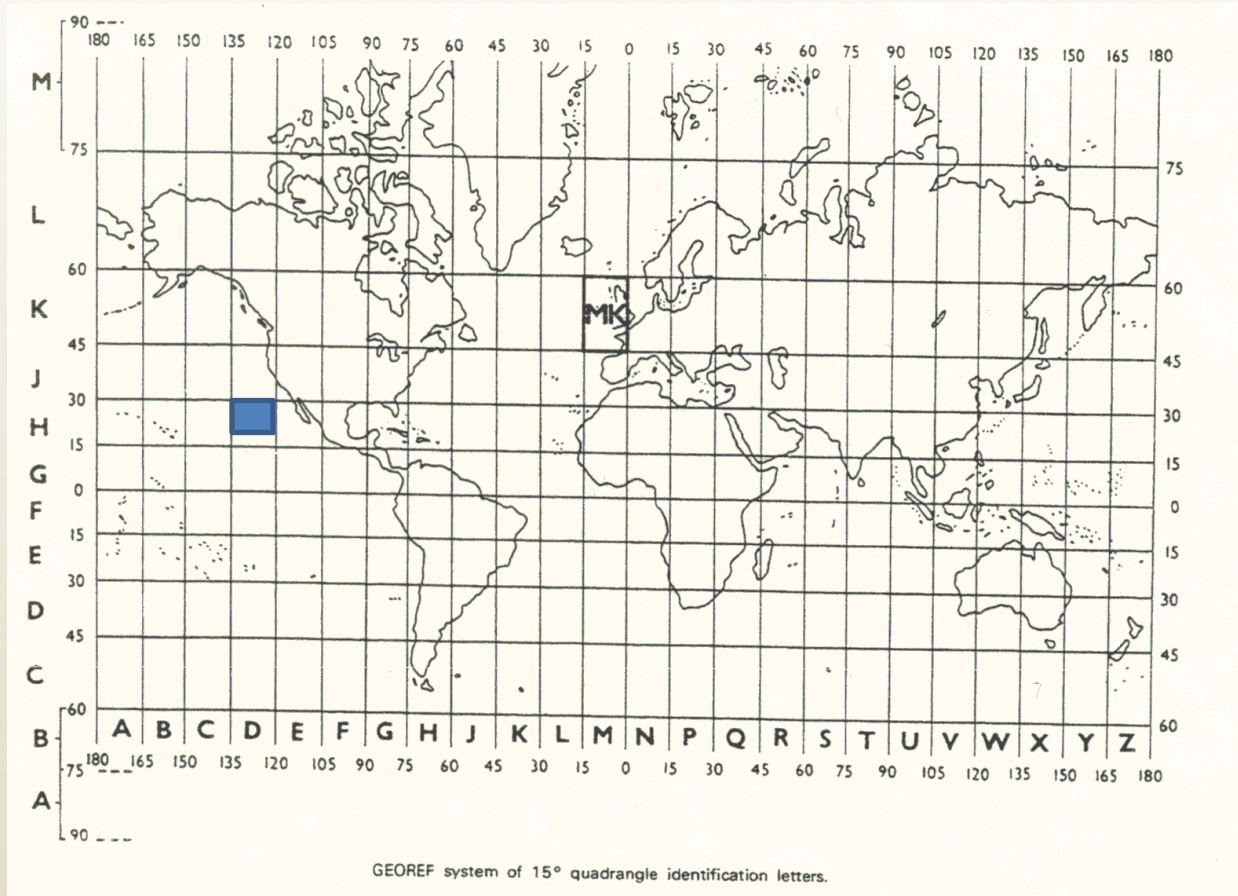 90
180 165 150 135 120 105 90 75 60 45 30 15 0 15 30 45 60 75 90 105 120 135 150 165 180
M
75 75
L
60 60
K MK
45 45
J
30 30
H
15 15
G
0 0
F
15 15
E
30 30
D
45 45
C
60 60
B A B C D E F G H J K L M N P Q R S T U V W X Y Z
75 180 165 150 135 120 105 90 75 60 45 30 15 0 15 30 45 60 75 90 105 120 135 150 165 180
A
90
GEOREF system of 15° quadrangle identification letters.